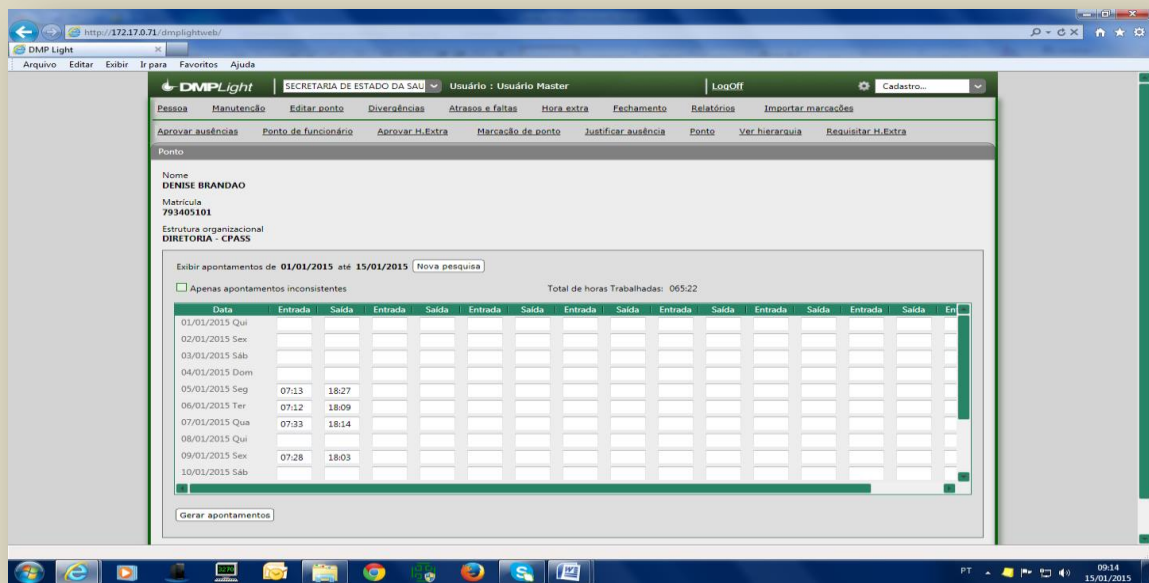 http://172.17.0.71/dmplightweb/
DMP Light
Arquivo Editar Exibir Ir para Favoritos Ajuda
DMPLight SECRETARIA DE ESTADO DA SAU Usuário : Usuário Master LogOff Cadastro...
Pessoa Manutenção Editar ponto Divergências Atrasos e faltas Hora extra Fechamento Relatórios Importar marcações
Aprovar ausências Ponto de funcionário Aprovar H.Extra Marcação de ponto Justificar ausência Ponto Ver hierarquia Requisitar H.Extra
Ponto
Nome
DENISE BRANDAO
Matrícula
793405101
Estrutura organizacional
DIRETORIA - CPASS
Exibir apontamentos de 01/01/2015 até 15/01/2015 Nova pesquisa
Apenas apontamentos inconsistentes Total de horas Trabalhadas: 065:22
Data Entrada Saída Entrada Saída Entrada Saída Entrada Saída Entrada Saída Entrada Saída Entrada Saída En
01/01/2015 Qui
02/01/2015 Sex
03/01/2015 Sáb
04/01/2015 Dom
05/01/2015 Seg 07:13 18:27
06/01/2015 Ter 07:12 18:09
07/01/2015 Qua 07:33 18:14
08/01/2015 Qui
09/01/2015 Sex 07:28 18:03
10/01/2015 Sáb
Gerar apontamentos
PT 09:14
15/01/2015